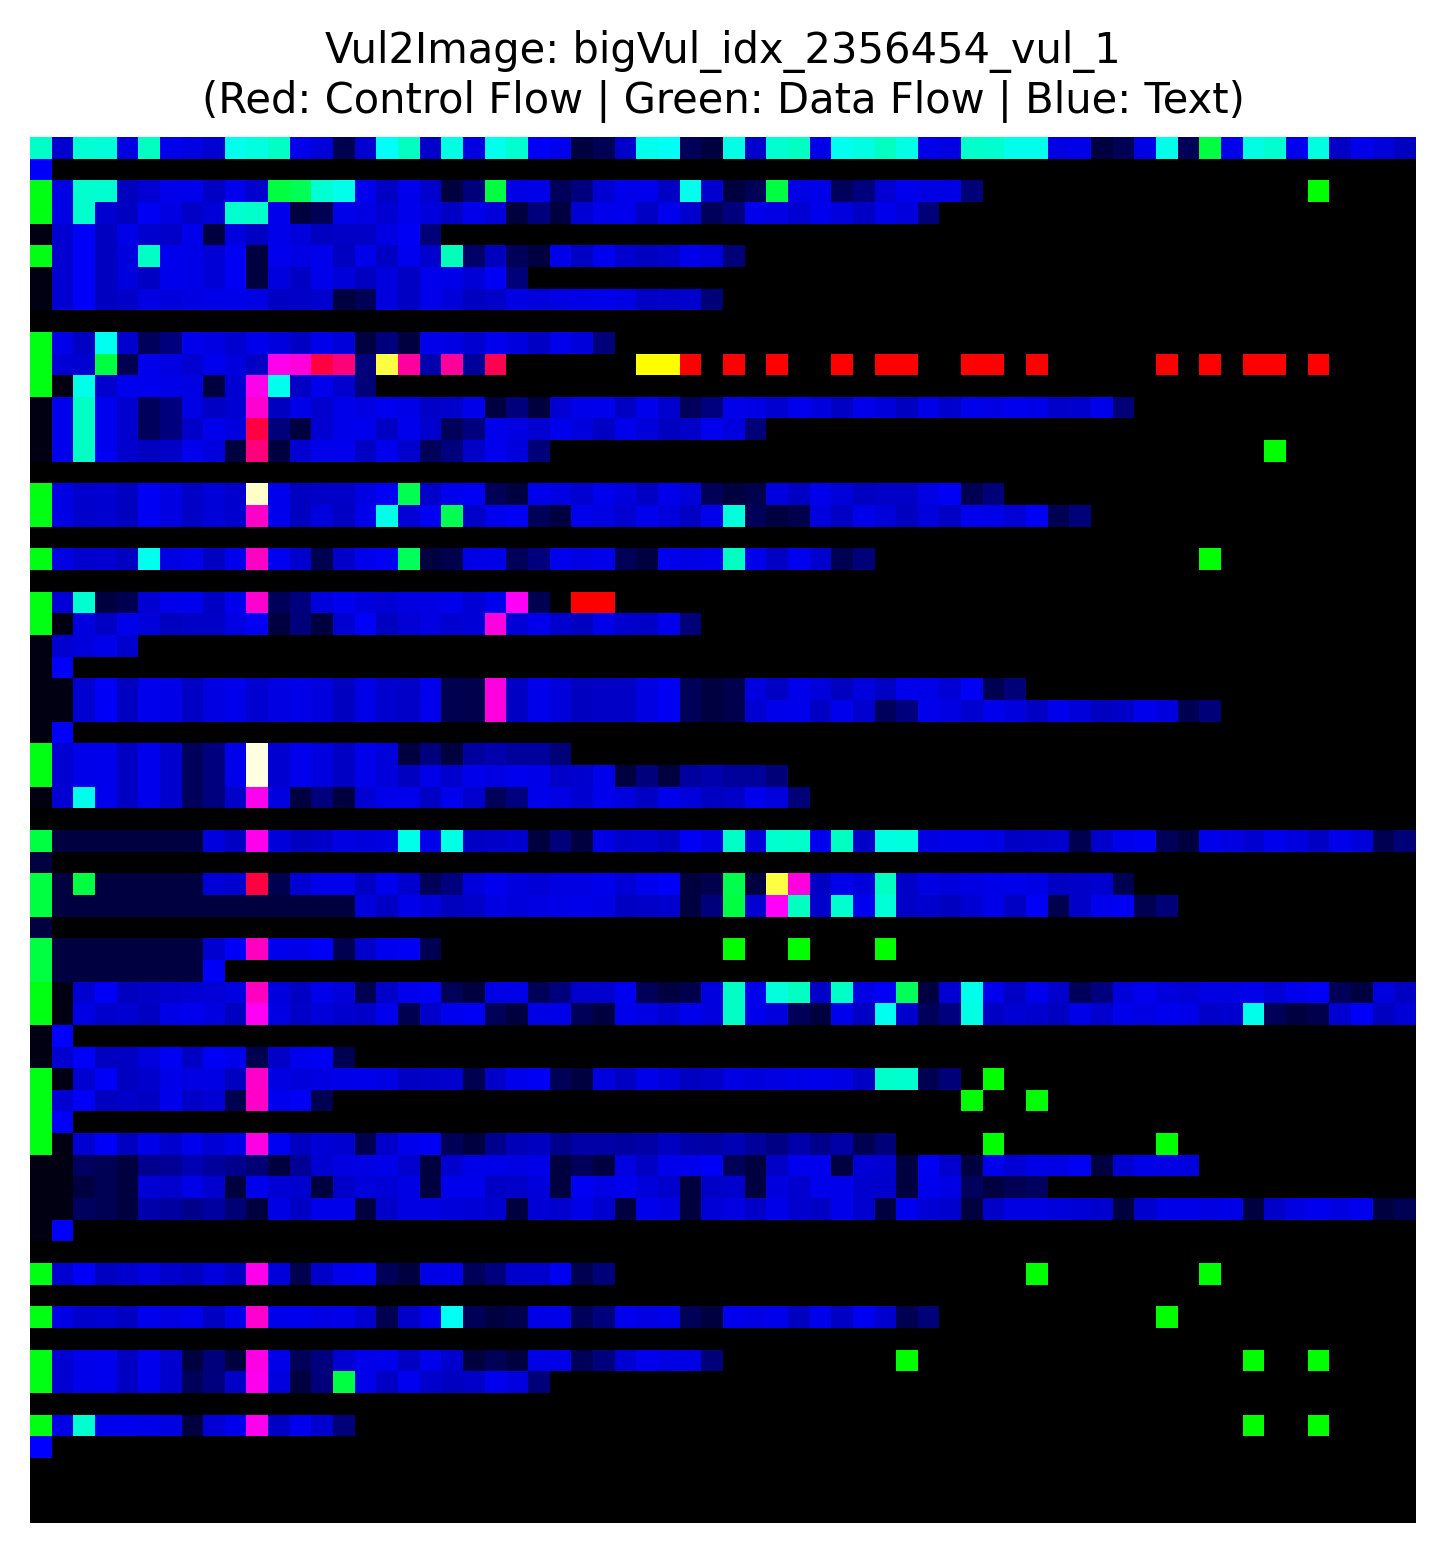 Vul2Image: bigVul_idx_2356454_vul_1
(Red: Control Flow | Green: Data Flow | Blue: Text)